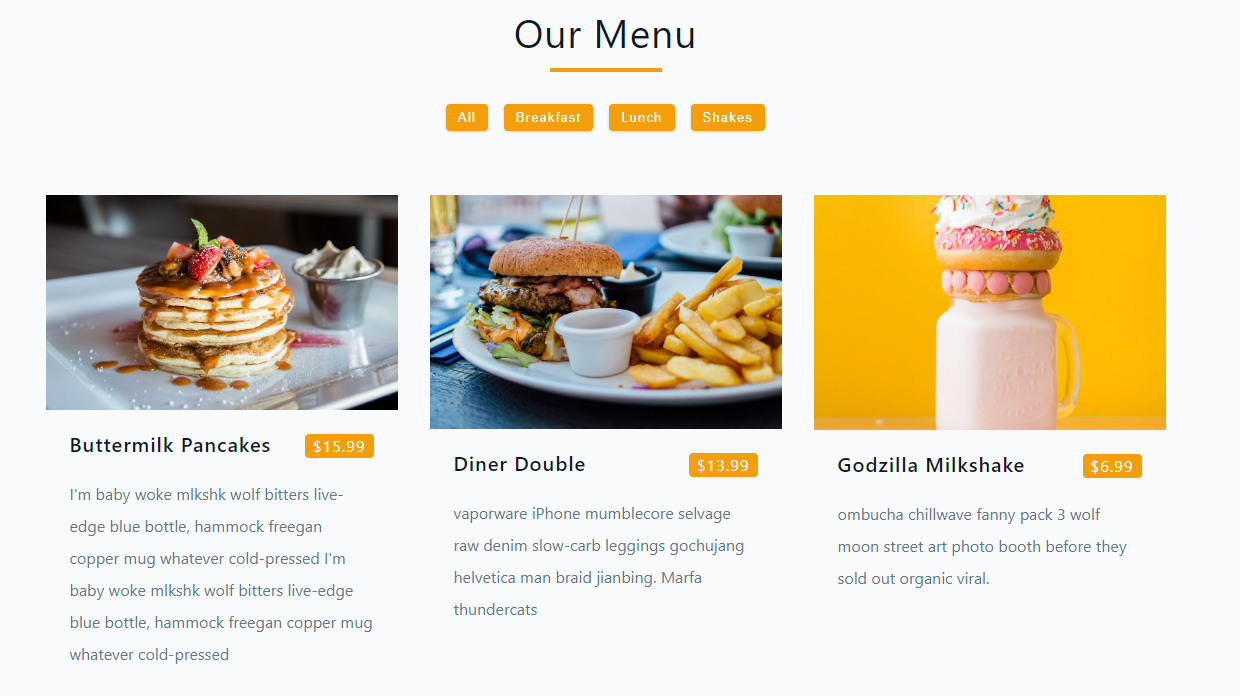 Our Menu
All
Breakfast
Lunch
Shakes
Buttermilk Pancakes
$15.99
I'm baby woke mlkshk wolf bitters live-
edge blue bottle, hammock freegan
copper mug whatever cold-pressed I'm
baby woke mlkshk wolf bitters live-edge
blue bottle, hammock freegan copper mug
whatever cold-pressed
Diner Double
$13.99
vaporware iPhone mumblecore selvage
raw denim slow-carb leggings gochujang
helvetica man braid jianbing. Marfa
thundercats
Godzilla Milkshake
$6.99
ombucha chillwave fanny pack 3 wolf
moon street art photo booth before they
sold out organic viral.